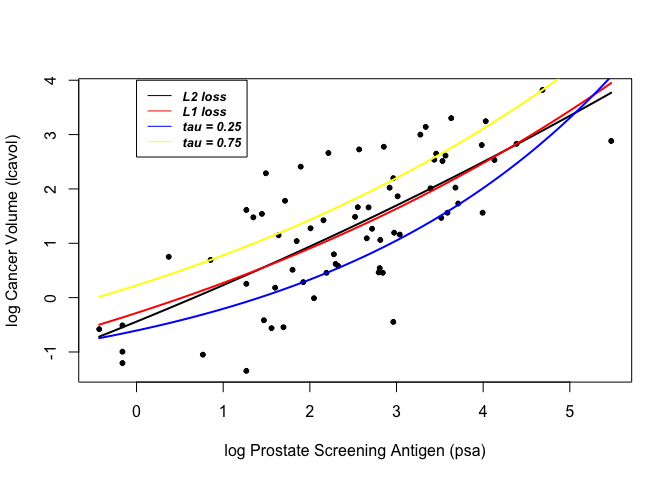 L2 loss
L1 loss
tau = 0.25
tau = 0.75
log Cancer Volume (lcavol)
4
3
2
1
0
-1
0 1 2 3 4 5
log Prostate Screening Antigen (psa)